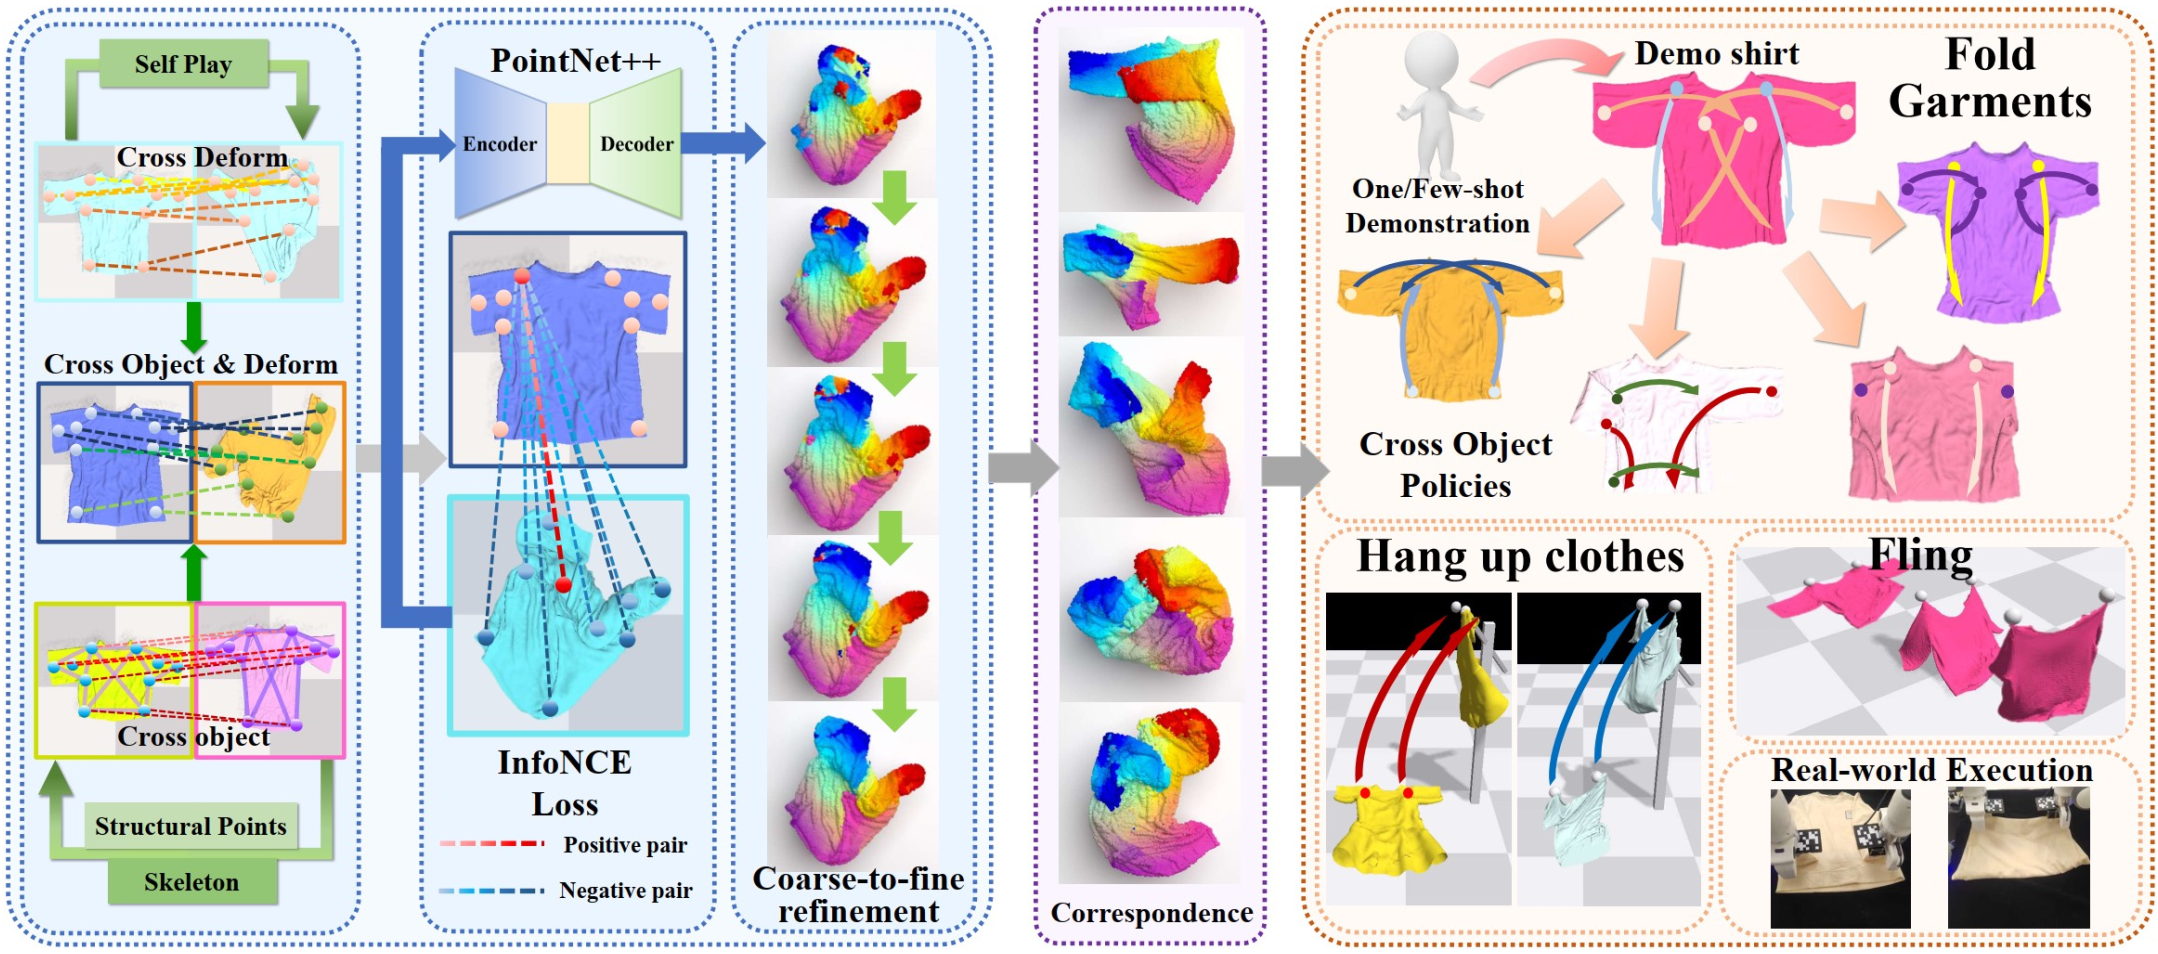 Self Play
Cross Deform
Cross Object & Deform
Cross object
Structural Points
Skeleton
PointNet++
Encoder
Decoder
InfoNCE
Loss
Positive pair
Negative pair
Coarse-to-fine
refinement
Correspondence
Demo shirt
Fold
Garments
One/Few-shot
Demonstration
Cross Object
Policies
Hang up clothes
Fling
Real-world Execution